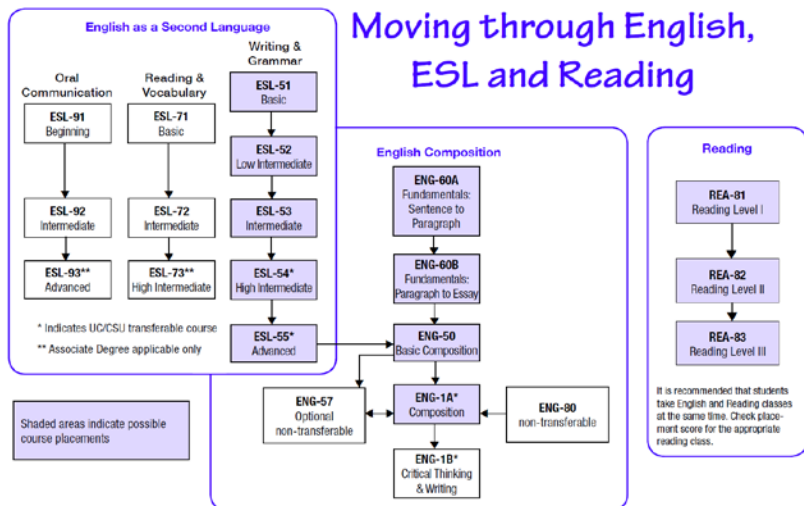 Moving through English,
ESL and Reading
English as a Second Language
Oral
Communication
ESL-91
Beginning
ESL-92
Intermediate
ESL-93**
Advanced
Reading &
Vocabulary
ESL-71
Basic
ESL-72
Intermediate
ESL-73**
High Intermediate
Writing &
Grammar
ESL-51
Basic
ESL-52
Low Intermediate
ESL-53
Intermediate
ESL-54*
High Intermediate
ESL-55*
Advanced
* Indicates UC/CSU transferable course
** Associate Degree applicable only
Shaded areas indicate possible
course placements
English Composition
ENG-60A
Fundamentals:
Sentence to
Paragraph
ENG-60B
Fundamentals:
Paragraph to Essay
ENG-50
Basic Composition
ENG-57
Optional
non-transferable
ENG-1A*
Composition
ENG-80
non-transferable
ENG-1B*
Critical Thinking
& Writing
Reading
REA-81
Reading Level I
REA-82
Reading Level II
REA-83
Reading Level III
It is recommended that students
take English and Reading classes
at the same time. Check place-
ment score for the appropriate
reading class.